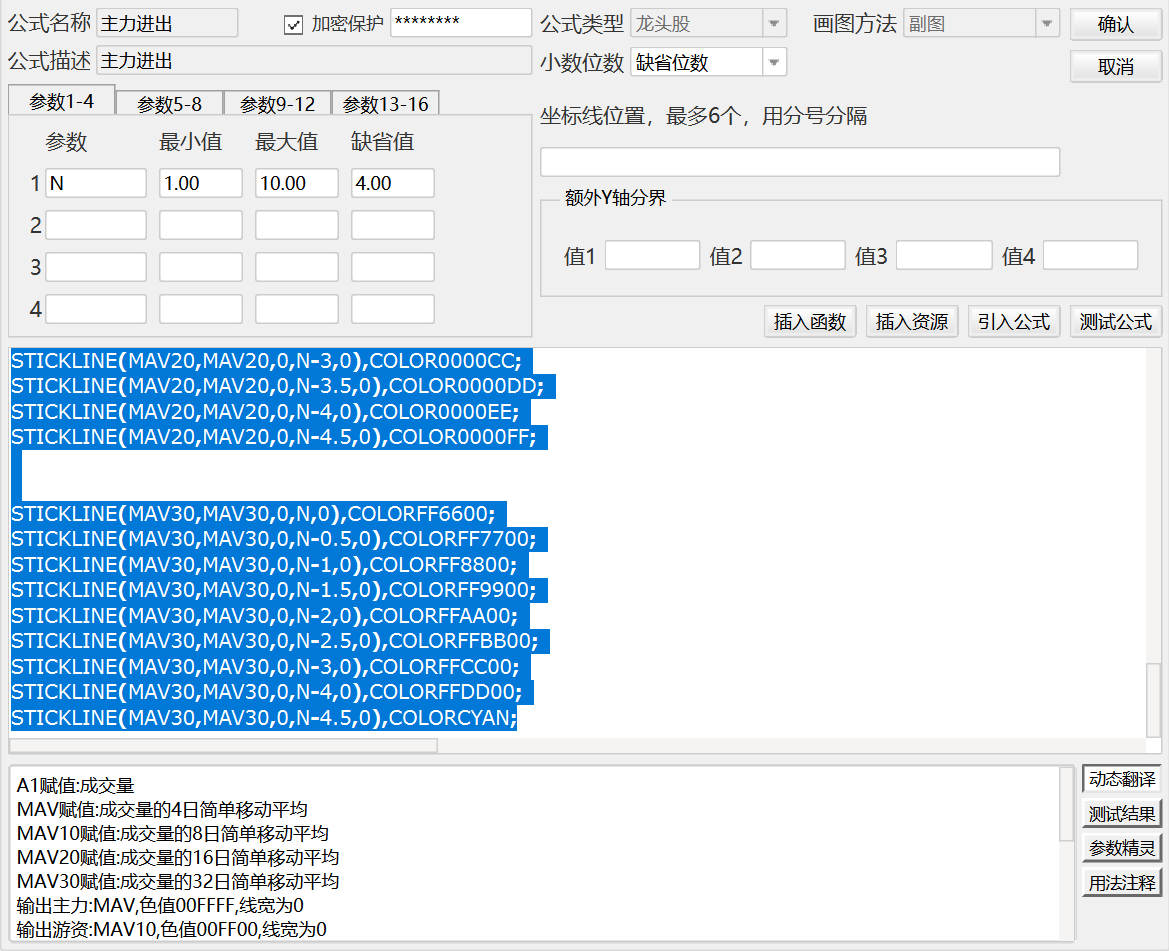 公式名称 主力进出 加密保护 ******** 公式类型 龙头股 画图方法 副图 确认
公式描述 主力进出 小数位数 缺省位数 取消
参数1-4 参数5-8 参数9-12 参数13-16
坐标线位置，最多6个，用分号分隔
参数 最小值 最大值 缺省值
1 N 1.00 10.00 4.00
2
3
4
额外Y轴分界
值1 值2 值3 值4
插入函数 插入资源 引入公式 测试公式
STICKLINE(MAV20,MAV20,0,N-3,0),COLOR0000CC;
STICKLINE(MAV20,MAV20,0,N-3.5,0),COLOR0000DD;
STICKLINE(MAV20,MAV20,0,N-4,0),COLOR0000EE;
STICKLINE(MAV20,MAV20,0,N-4.5,0),COLOR0000FF;
STICKLINE(MAV30,MAV30,0,N,0),COLORFF6600;
STICKLINE(MAV30,MAV30,0,N-0.5,0),COLORFF7700;
STICKLINE(MAV30,MAV30,0,N-1,0),COLORFF8800;
STICKLINE(MAV30,MAV30,0,N-1.5,0),COLORFF9900;
STICKLINE(MAV30,MAV30,0,N-2,0),COLORFFAA00;
STICKLINE(MAV30,MAV30,0,N-2.5,0),COLORFFBB00;
STICKLINE(MAV30,MAV30,0,N-3,0),COLORFFCC00;
STICKLINE(MAV30,MAV30,0,N-4,0),COLORFFDD00;
STICKLINE(MAV30,MAV30,0,N-4.5,0),COLORCYAN;
A1赋值:成交量
MAV赋值:成交量的4日简单移动平均
MAV10赋值:成交量的8日简单移动平均
MAV20赋值:成交量的16日简单移动平均
MAV30赋值:成交量的32日简单移动平均
输出主力:MAV,色值00FFFF,线宽为0
输出游资:MAV10,色值00FF00,线宽为0
动态翻译
测试结果
参数精灵
用法注释